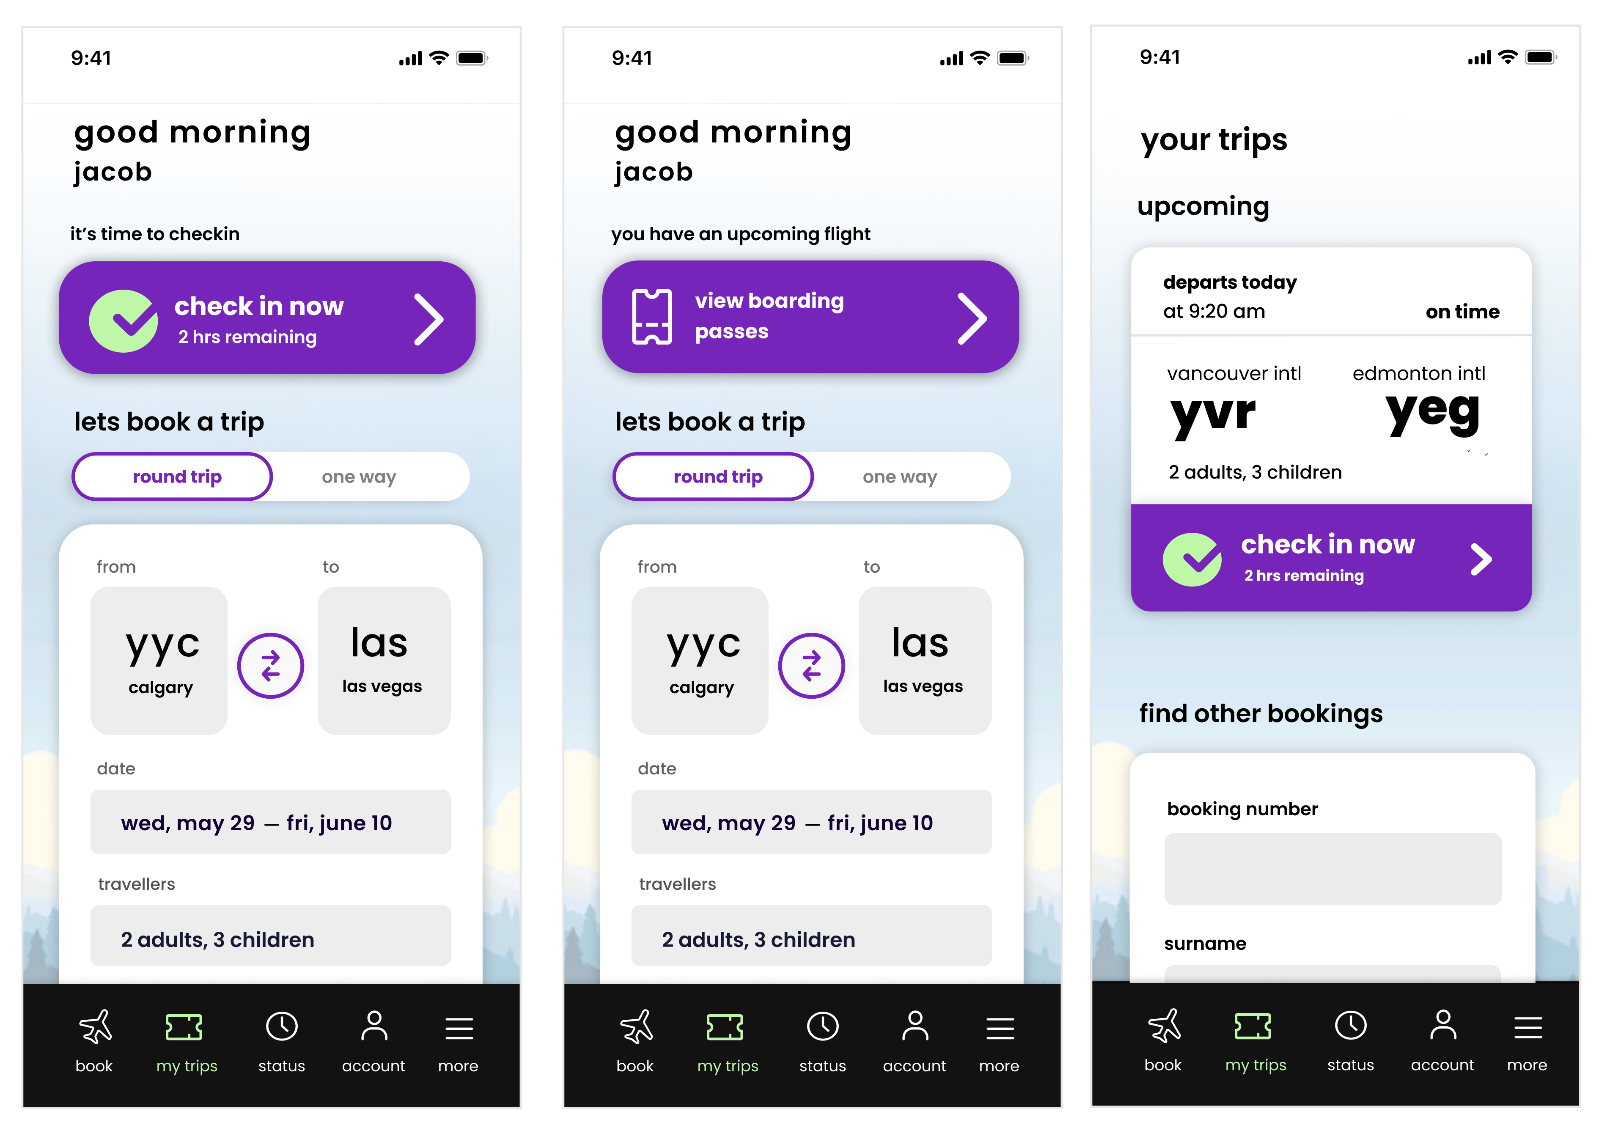 9:41
good morning
jacob
it's time to checkin
check in now
2 hrs remaining
lets book a trip
round trip one way
from to
yyc las
calgary las vegas
date
wed, may 29 — fri, june 10
travellers
2 adults, 3 children
book my trips status account more
9:41
good morning
jacob
you have an upcoming flight
view boarding
passes
lets book a trip
round trip one way
from to
yyc las
calgary las vegas
date
wed, may 29 — fri, june 10
travellers
2 adults, 3 children
book my trips status account more
9:41
your trips
upcoming
departs today
at 9:20 am on time
vancouver intl edmonton intl
yvr yeg
2 adults, 3 children
check in now
2 hrs remaining
find other bookings
booking number
surname
book my trips status account more